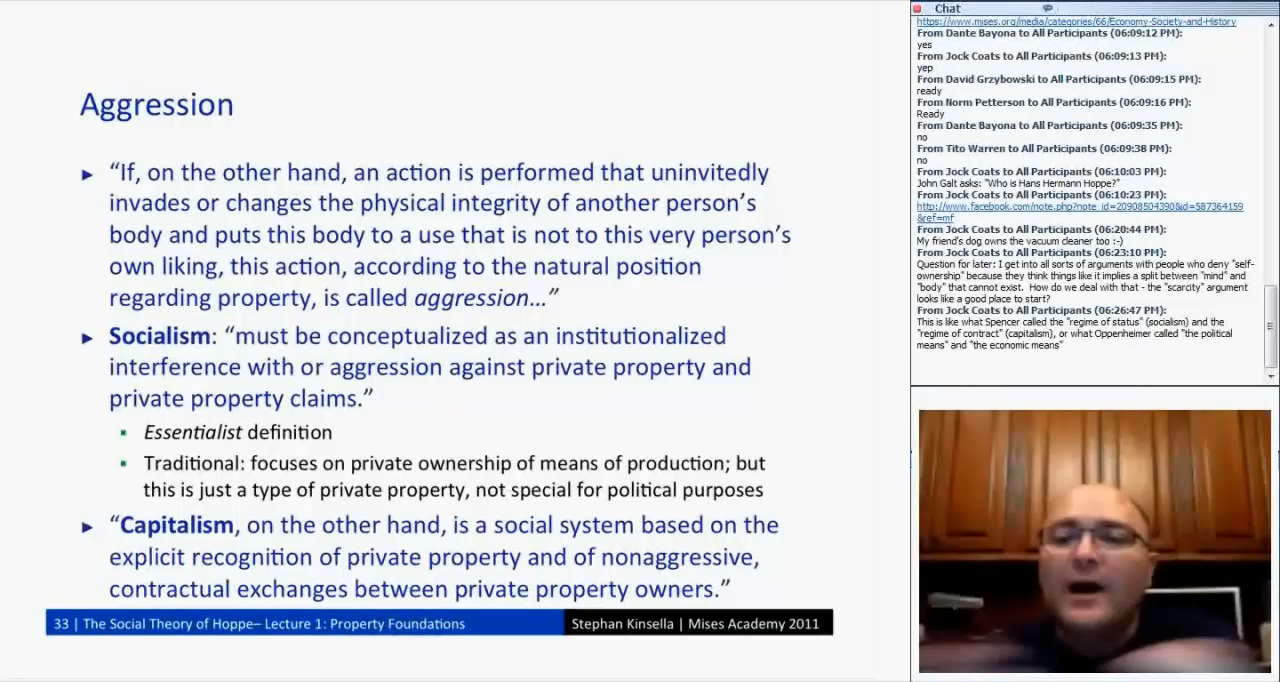 Aggression
► “If, on the other hand, an action is performed that uninvitedly
invades or changes the physical integrity of another person’s
body and puts this body to a use that is not to this very person’s
own liking, this action, according to the natural position
regarding property, is called aggression…”
► Socialism: “must be conceptualized as an institutionalized
interference with or aggression against private property and
private property claims.”
▪ Essentialist definition
▪ Traditional: focuses on private ownership of means of production; but
this is just a type of private property, not special for political purposes
► “Capitalism, on the other hand, is a social system based on the
explicit recognition of private property and of nonaggressive,
contractual exchanges between private property owners.”
33 | The Social Theory of Hoppe– Lecture 1: Property Foundations
Stephan Kinsella | Mises Academy 2011
Chat
https://www.mises.org/media/categories/66/Economy-Society-and-History
From Dante Bayona to All Participants (06:09:12 PM):
yes
From Jock Coats to All Participants (06:09:13 PM):
yep
From David Grzybowski to All Participants (06:09:15 PM):
ready
From Norm Petterson to All Participants (06:09:16 PM):
Ready
From Dante Bayona to All Participants (06:09:35 PM):
no
From Tito Warren to All Participants (06:09:38 PM):
no
From Jock Coats to All Participants (06:10:03 PM):
John Galt asks: "Who is Hans Hermann Hoppe?"
From Jock Coats to All Participants (06:10:23 PM):
http://www.facebook.com/note.php?note_id=20908504390&id=587364159
&ref=mf
From Jock Coats to All Participants (06:20:44 PM):
My friend's dog owns the vacuum cleaner too :-)
From Jock Coats to All Participants (06:23:10 PM):
Question for later: I get into all sorts of arguments with people who deny "self-
ownership" because they think things like it implies a split between "mind" and
"body" that cannot exist. How do we deal with that - the "scarcity" argument
looks like a good place to start?
From Jock Coats to All Participants (06:26:47 PM):
This is like what Spencer called the "regime of status" (socialism) and the
"regime of contract" (capitalism), or what Oppenheimer called "the political
means" and "the economic means"